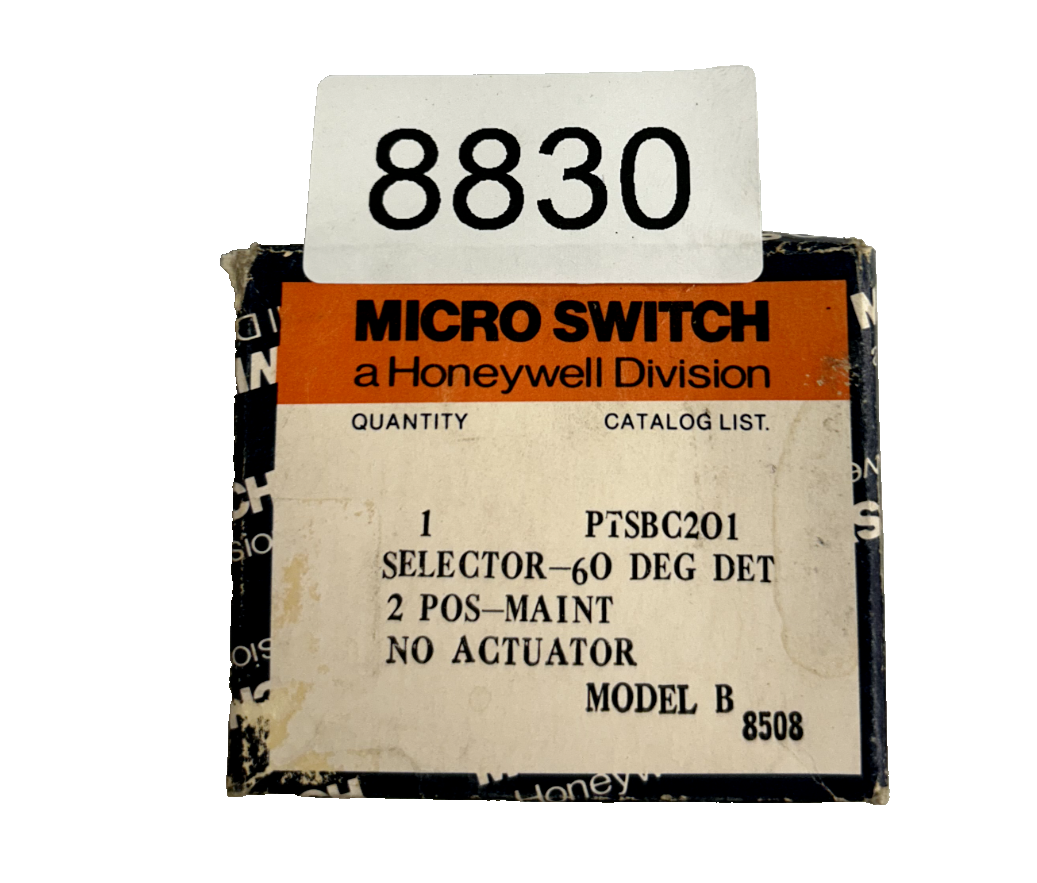 8830
MICRO SWITCH
a Honeywell Division
QUANTITY CATALOG LIST.
1 PTSBC201
SELECTOR—60 DEG DET
2 POS—MAINT
NO ACTUATOR
MODEL B
8508